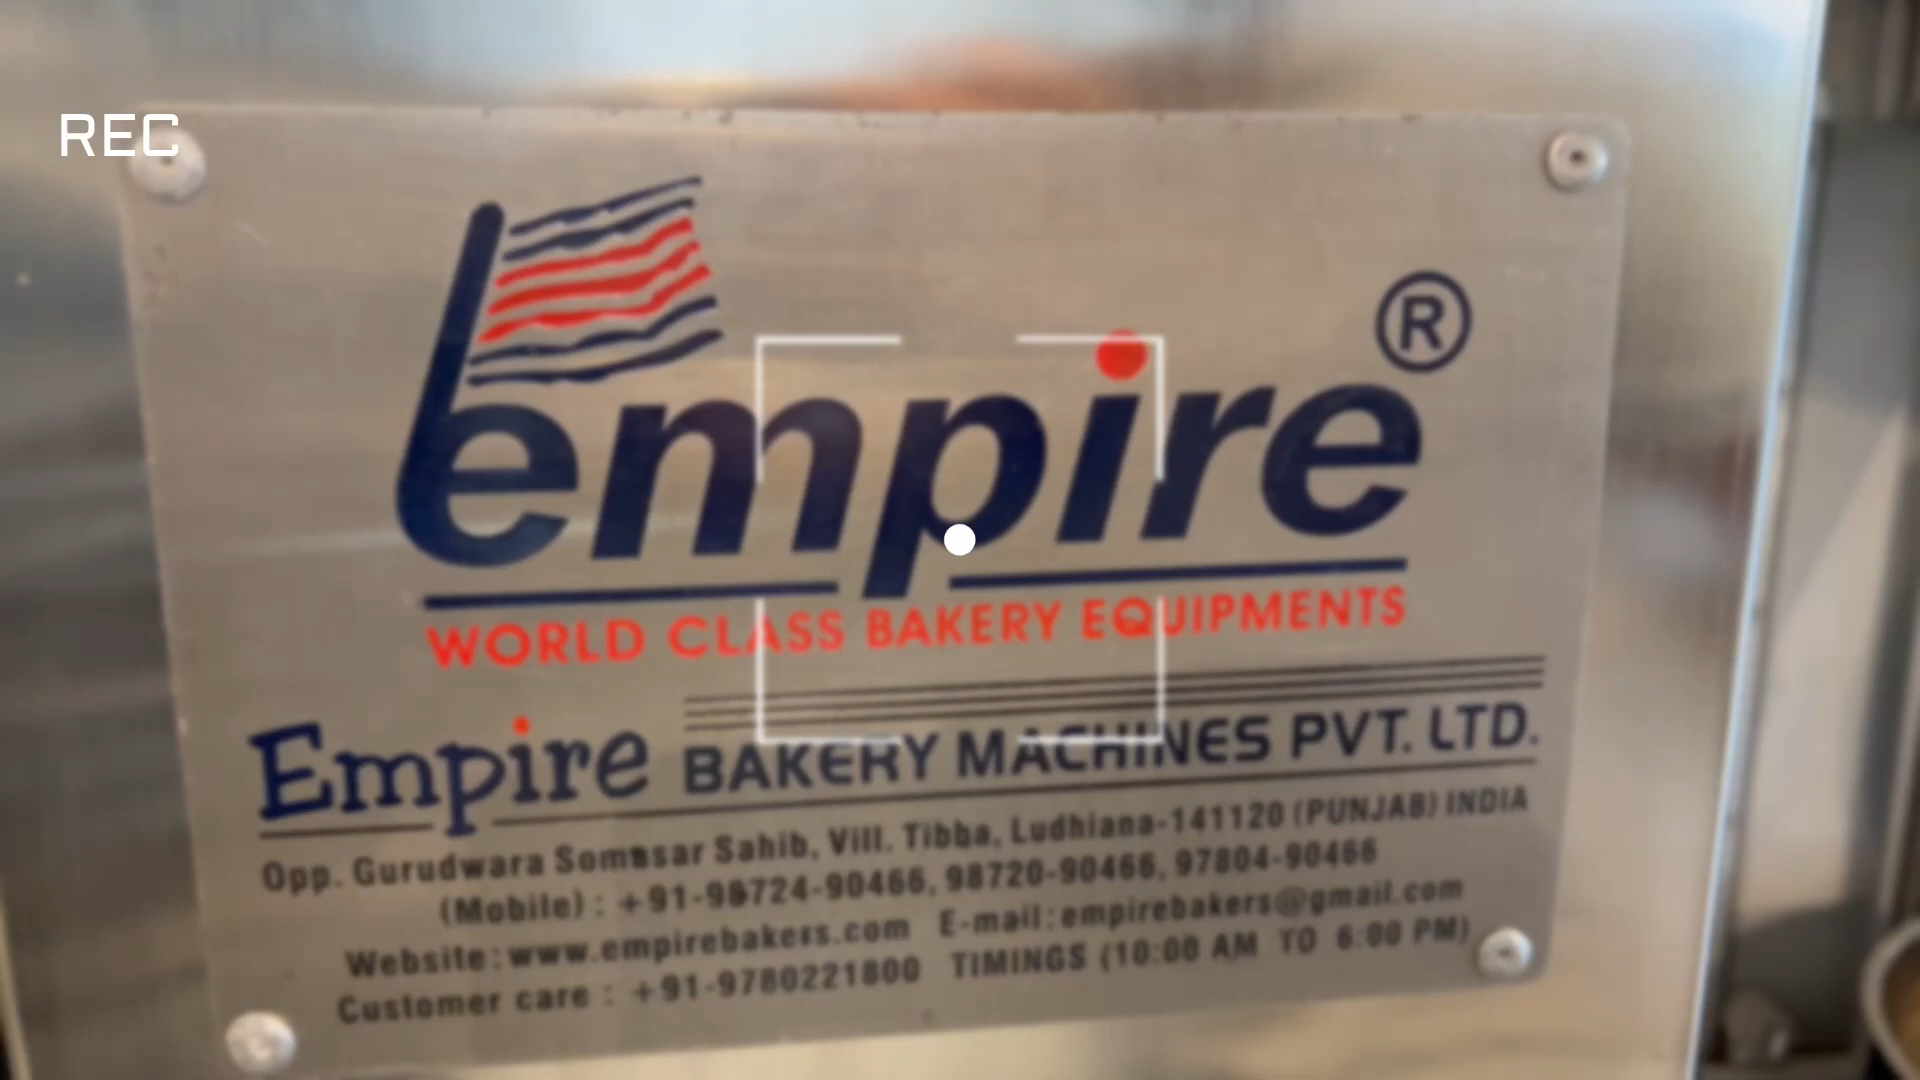 REC
empire ®
WORLD CLASS BAKERY EQUIPMENTS
Empire BAKERY MACHINES PVT. LTD.
Opp. Gurudwara Somasar Sahib, Vill. Tibba, Ludhiana-141120 (PUNJAB) INDIA
(Mobile) : +91-98724-90466, 98720-90466, 97804-90466
Website : www.empirebakers.com E-mail : empirebakers@gmail.com
Customer care : +91-9780221800 TIMINGS (10:00 AM TO 6:00 PM)